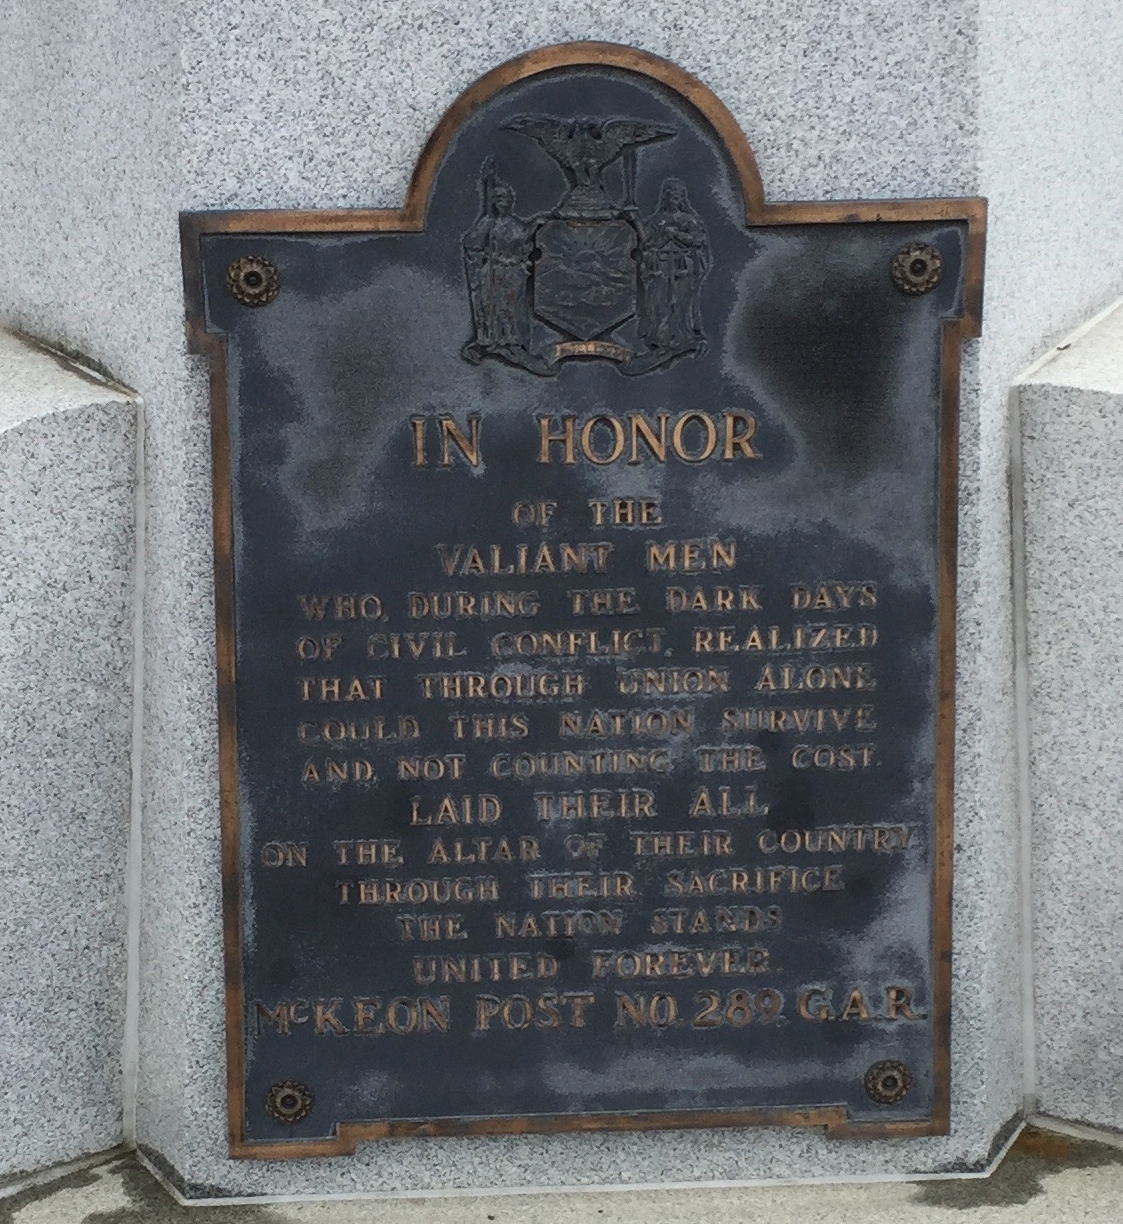 IN HONOR
OF THE
VALIANT MEN
WHO, DURING THE DARK DAYS
OF CIVIL CONFLICT, REALIZED
THAT THROUGH UNION ALONE
COULD THIS NATION SURVIVE
AND, NOT COUNTING THE COST.
LAID THEIR ALL
ON THE ALTAR OF THEIR COUNTRY
THROUGH THEIR SACRIFICE
THE NATION STANDS
UNITED FOREVER.
McKEON POST NO. 289 G.A.R.